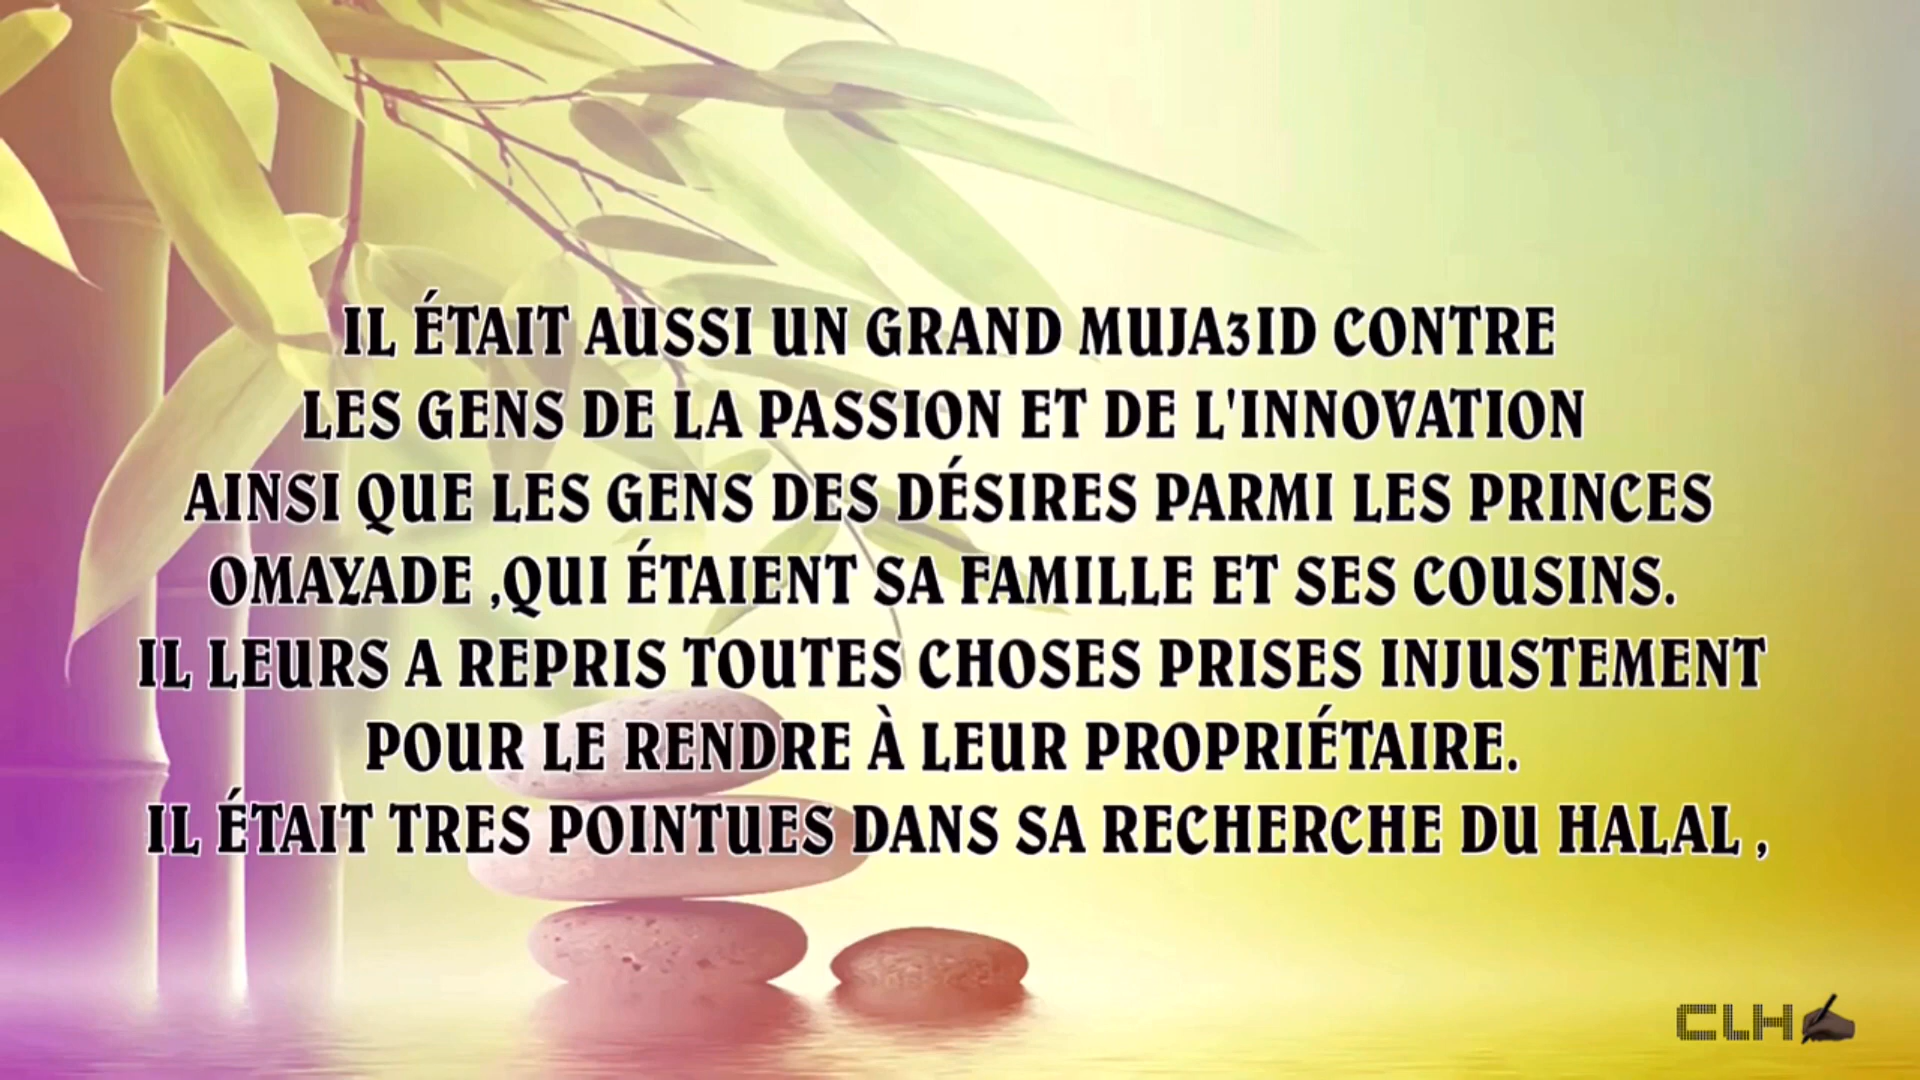 IL ÉTAIT AUSSI UN GRAND MUJA3ID CONTRE
LES GENS DE LA PASSION ET DE L'INNOVATION
AINSI QUE LES GENS DES DÉSIRES PARMI LES PRINCES
OMAYADE ,QUI ÉTAIENT SA FAMILLE ET SES COUSINS.
IL LEURS A REPRIS TOUTES CHOSES PRISES INJUSTEMENT
POUR LE RENDRE À LEUR PROPRIÉTAIRE.
IL ÉTAIT TRES POINTUES DANS SA RECHERCHE DU HALAL ,
CLH